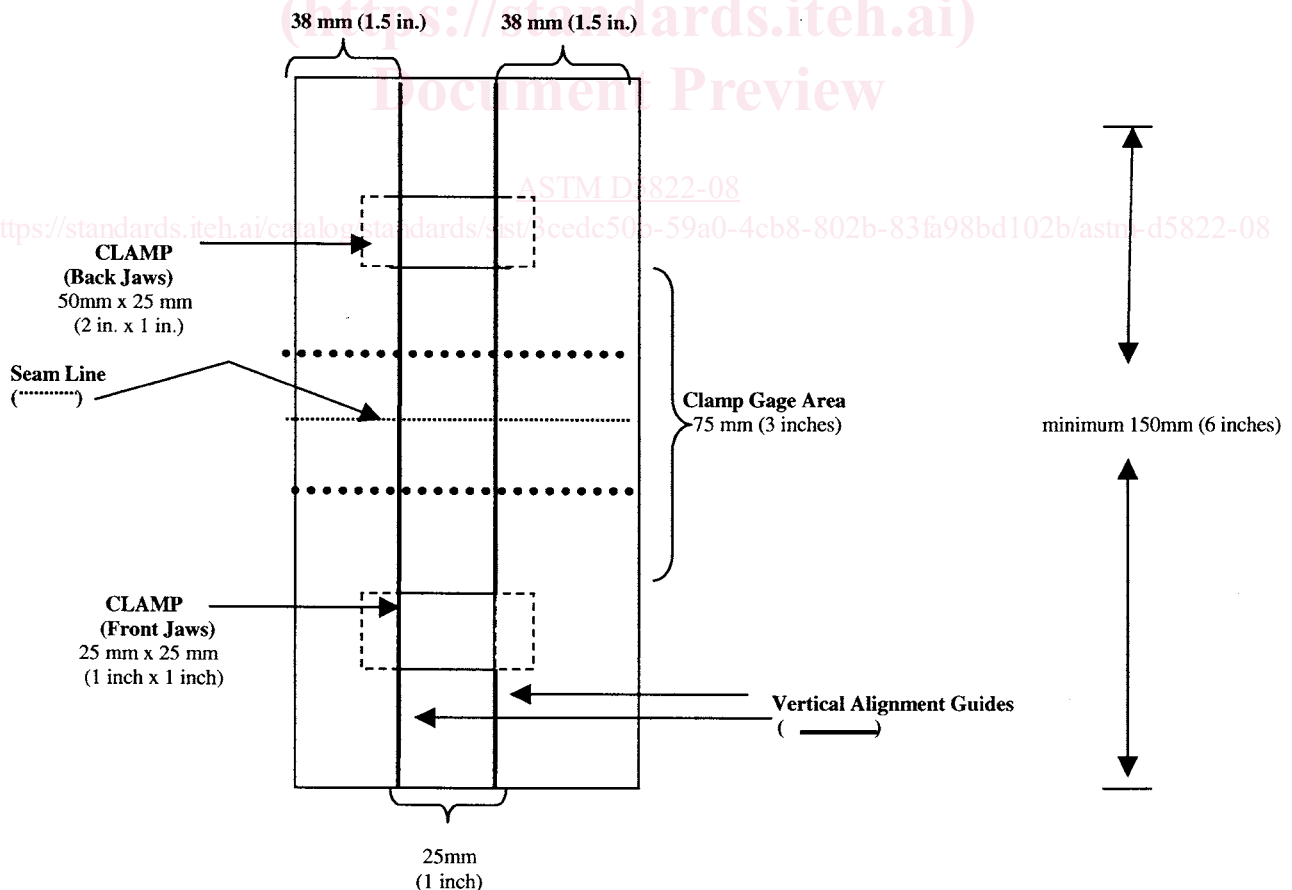 (https://standards.iteh.ai)
Document Preview
38 mm (1.5 in.)
38 mm (1.5 in.)
ASTM D5822-08
ttps://standards.iteh.ai/catalog/standards/sist/3cedc50b-59a0-4cb8-802b-83fa98bd102b/astm-d5822-08
CLAMP
(Back Jaws)
50mm x 25 mm
(2 in. x 1 in.)
Seam Line
(............)
Clamp Gage Area
75 mm (3 inches)
minimum 150mm (6 inches)
CLAMP
(Front Jaws)
25 mm x 25 mm
(1 inch x 1 inch)
Vertical Alignment Guides
( )
25mm
(1 inch)